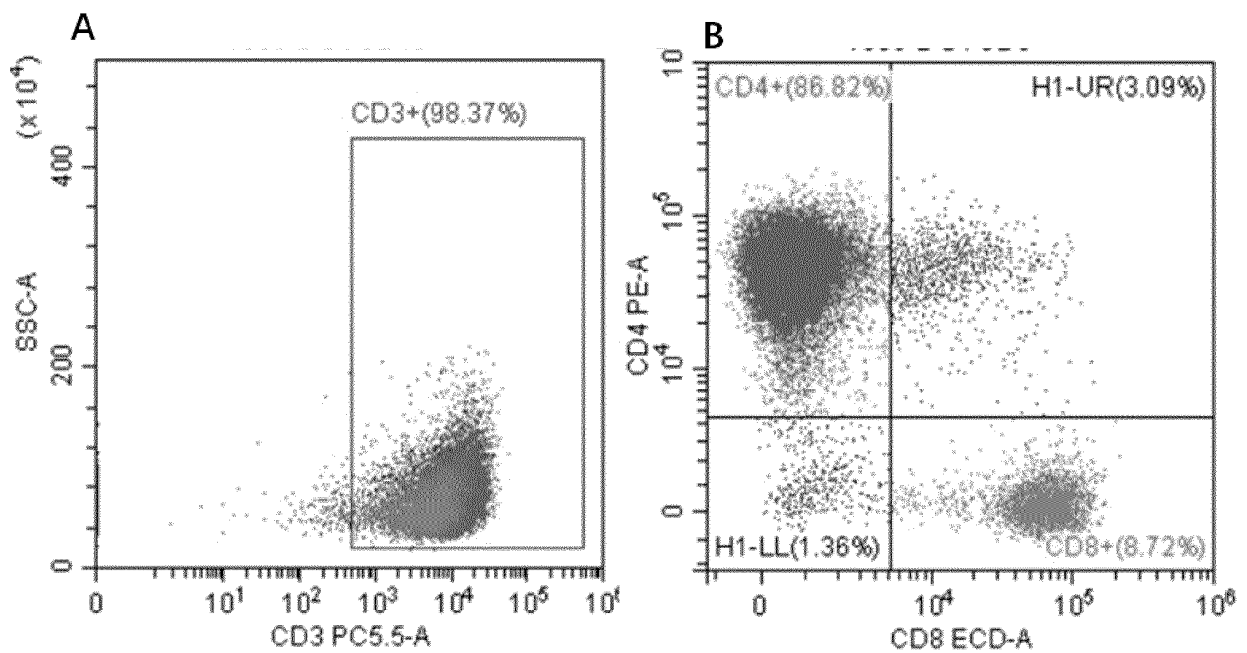 A
(x 10⁴)
CD3+(98.37%)
400
200
0
SSC-A
0 10¹ 10² 10³ 10⁴ 10⁵ 10⁶
CD3 PC5.5-A
B
CD4+(86.82%)
H1-UR(3.09%)
10
10⁵
10⁴
0
CD4 PE-A
H1-LL(1.36%)
CD8+(8.72%)
0 10⁴ 10⁵ 10⁶
CD8 ECD-A